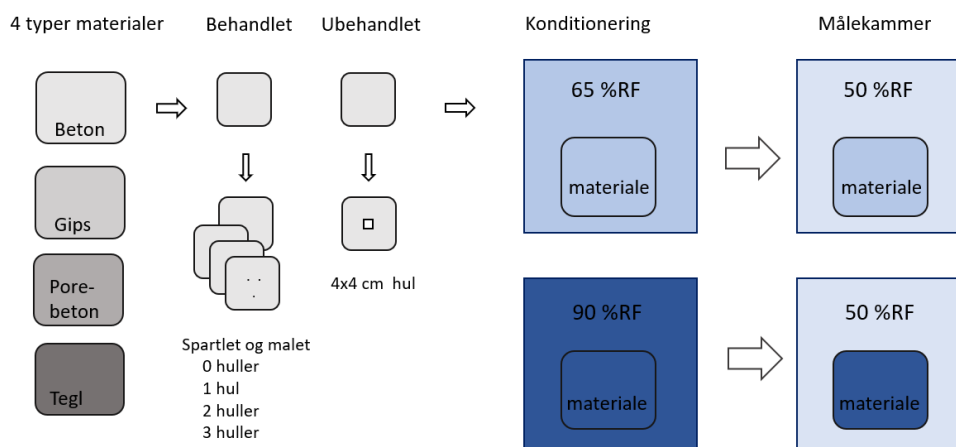 4 typer materialer
Behandlet
Ubehandlet
Konditionering
Målekammer
Beton
Gips
Pore-
beton
Tegl
4x4 cm hul
Spartlet og malet
0 huller
1 hul
2 huller
3 huller
65 %RF
materiale
50 %RF
materiale
90 %RF
materiale
50 %RF
materiale